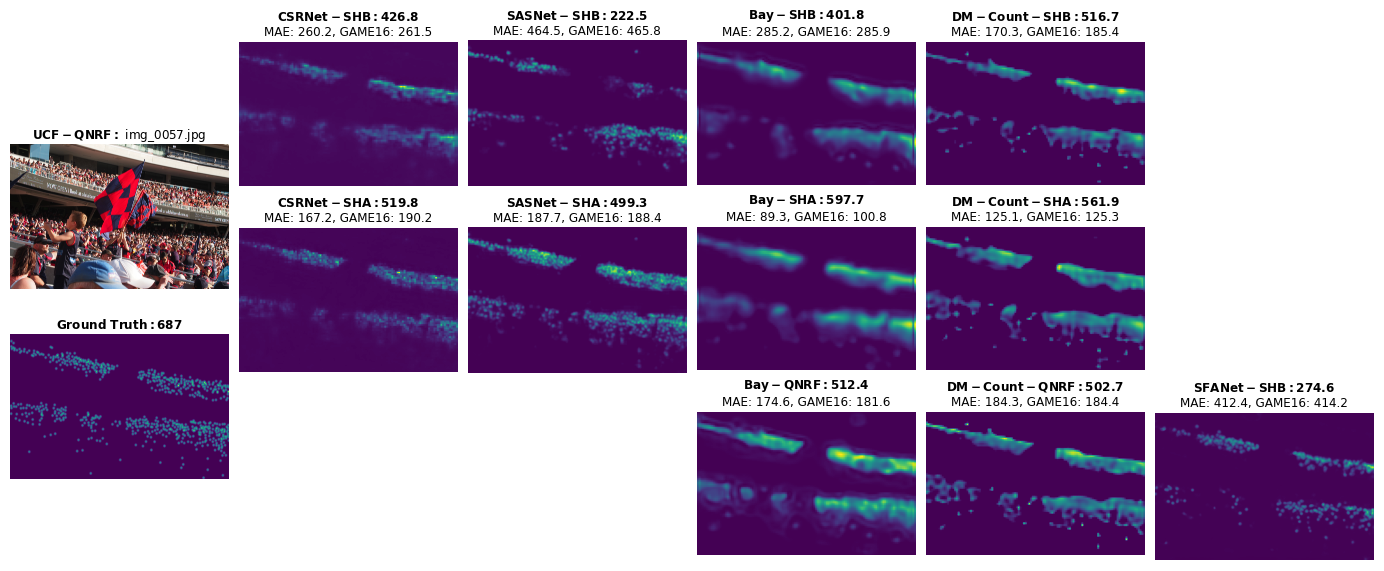 CSRNet − SHB : 426.8
MAE: 260.2, GAME16: 261.5
SASNet − SHB : 222.5
MAE: 464.5, GAME16: 465.8
Bay − SHB : 401.8
MAE: 285.2, GAME16: 285.9
DM − Count − SHB : 516.7
MAE: 170.3, GAME16: 185.4
UCF − QNRF : img_0057.jpg
CSRNet − SHA : 519.8
MAE: 167.2, GAME16: 190.2
SASNet − SHA : 499.3
MAE: 187.7, GAME16: 188.4
Bay − SHA : 597.7
MAE: 89.3, GAME16: 100.8
DM − Count − SHA : 561.9
MAE: 125.1, GAME16: 125.3
Ground Truth : 687
Bay − QNRF : 512.4
MAE: 174.6, GAME16: 181.6
DM − Count − QNRF : 502.7
MAE: 184.3, GAME16: 184.4
SFANet − SHB : 274.6
MAE: 412.4, GAME16: 414.2